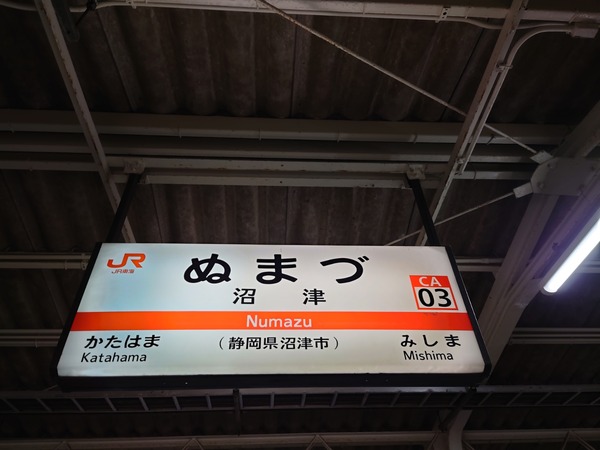 JR
JR東海
ぬまづ
沼津
CA
03
Numazu
かたはま
Katahama
（静岡県沼津市）
みしま
Mishima